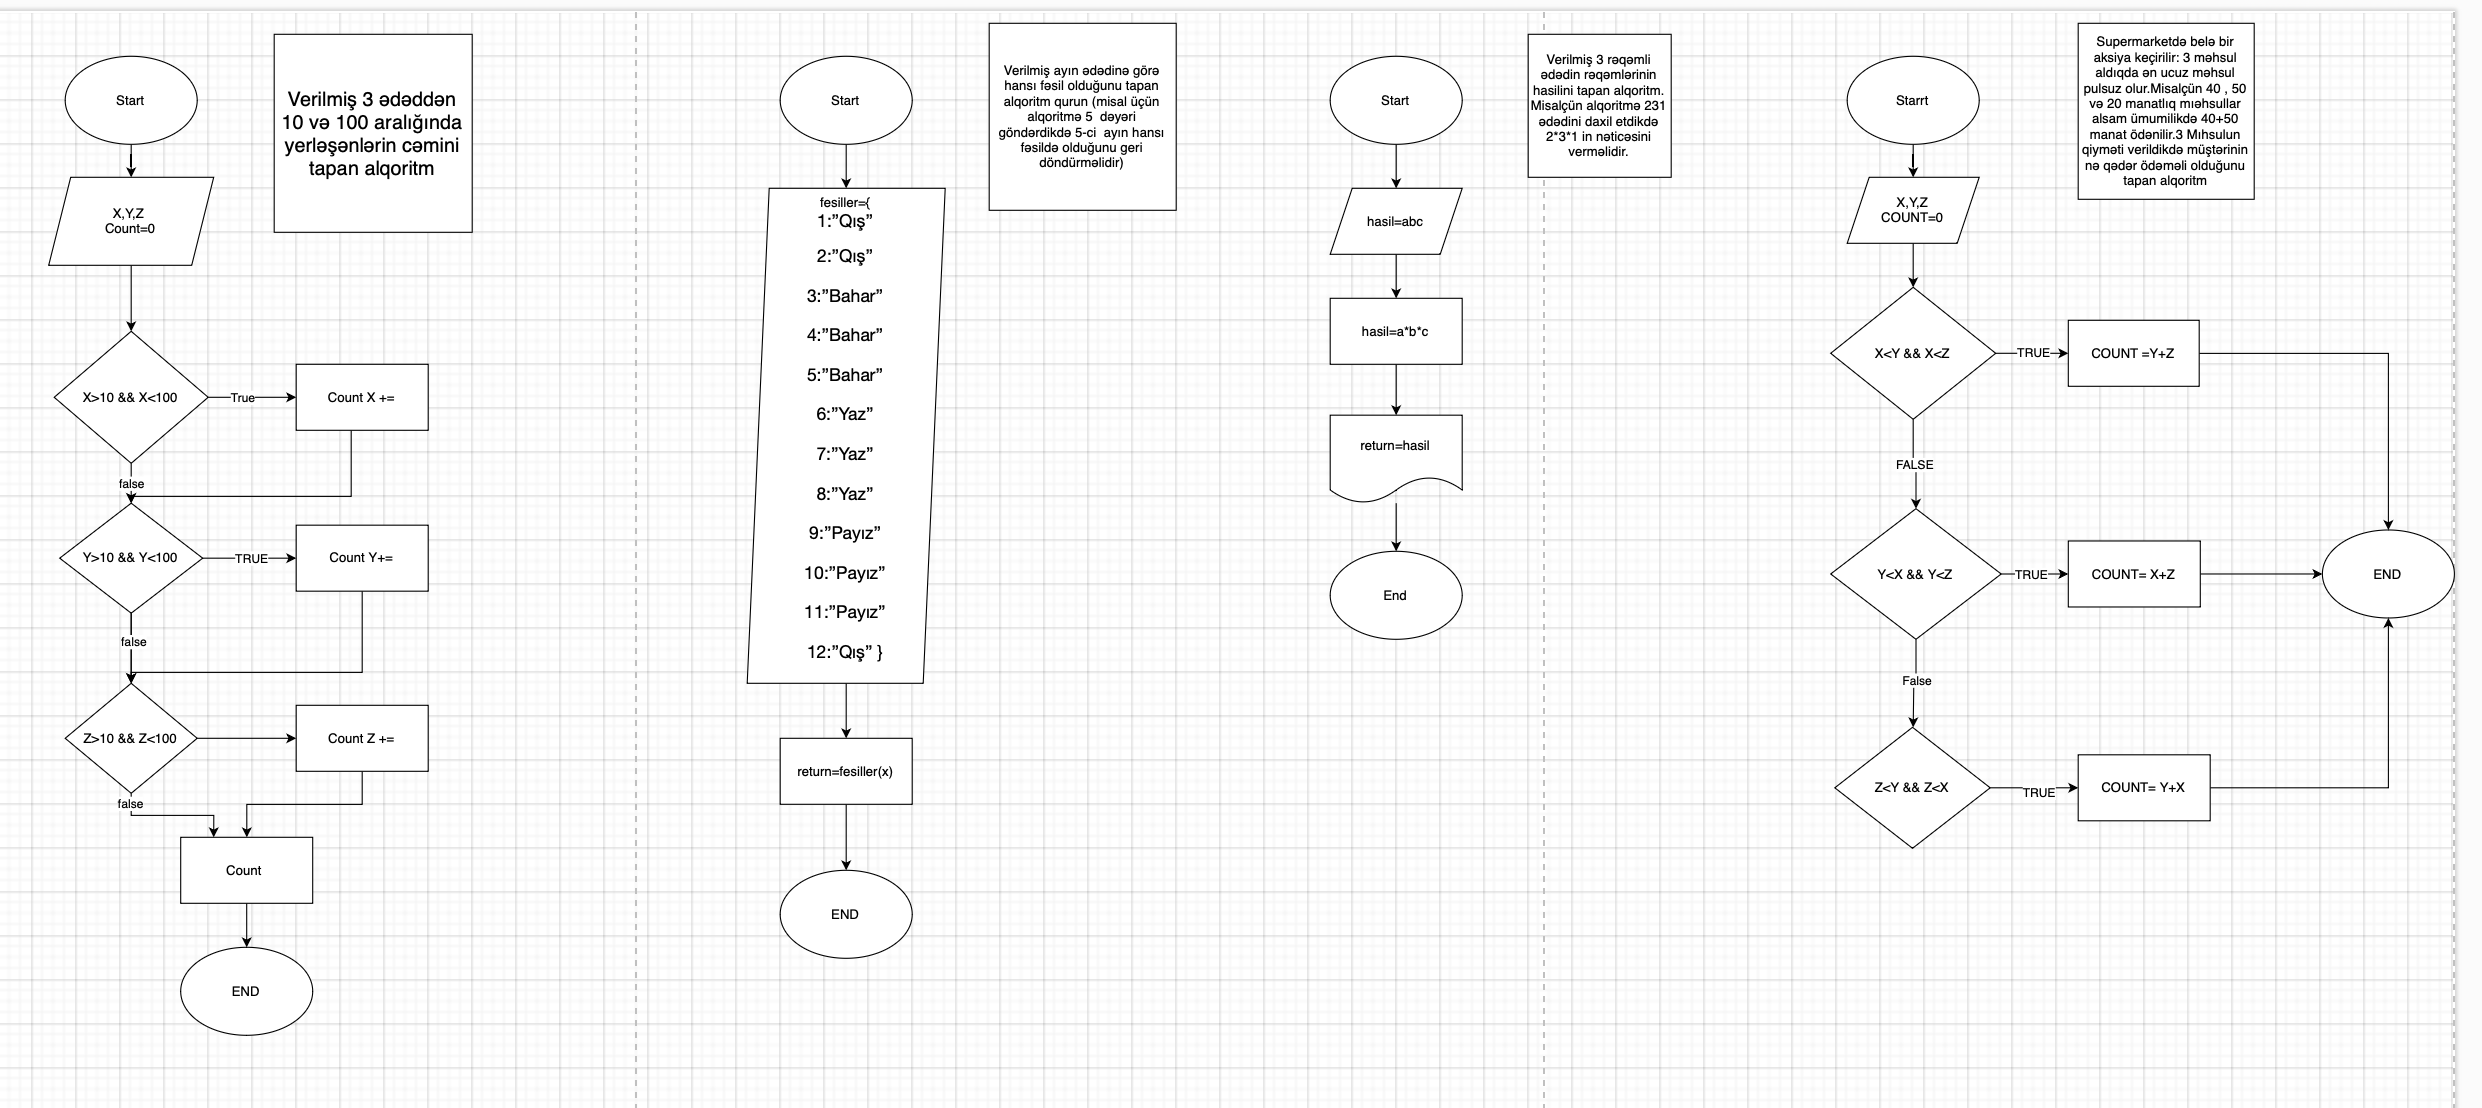 Start
Verilmiş 3 ədəddən
10 və 100 aralığında
yerləşənlərin cəmini
tapan alqoritm
X,Y,Z
Count=0
X>10 && X<100
True
Count X +=
false
Y>10 && Y<100
TRUE
Count Y+=
false
Z>10 && Z<100
Count Z +=
false
Count
END
Start
Verilmiş ayın ədədinə görə
hansı fəsil olduğunu tapan
alqoritm qurun (misal üçün
alqoritmə 5 dəyəri
göndərdikdə 5-ci ayın hansı
fəsildə olduğunu geri
döndürməlidir)
fesiller={
1:”Qış”
2:”Qış”
3:”Bahar”
4:”Bahar”
5:”Bahar”
6:”Yaz”
7:”Yaz”
8:”Yaz”
9:”Payız”
10:”Payız”
11:”Payız”
12:”Qış” }
return=fesiller(x)
END
Start
Verilmiş 3 rəqəmli
ədədin rəqəmlərinin
hasilini tapan alqoritm.
Misalçün alqoritmə 231
ədədini daxil etdikdə
2*3*1 in nəticəsini
verməlidir.
hasil=abc
hasil=a*b*c
return=hasil
End
Starrt
Supermarketdə belə bir
aksiya keçirilir: 3 məhsul
aldıqda ən ucuz məhsul
pulsuz olur.Misalçün 40 , 50
və 20 manatlıq mıəhsullar
alsam ümumilikdə 40+50
manat ödənilir.3 Mıhsulun
qiyməti verildikdə müştərinin
nə qədər ödəməli olduğunu
tapan alqoritm
X,Y,Z
COUNT=0
X<Y && X<Z
TRUE
COUNT =Y+Z
FALSE
Y<X && Y<Z
TRUE
COUNT= X+Z
END
False
Z<Y && Z<X
TRUE
COUNT= Y+X